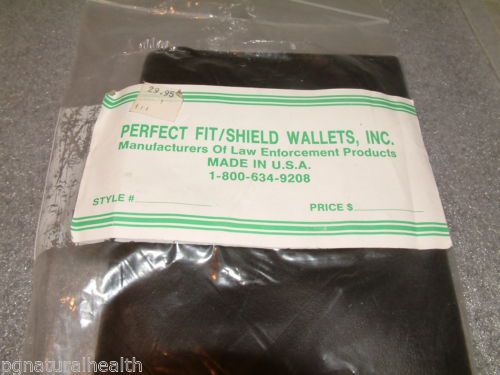 29.95
PERFECT FIT/SHIELD WALLETS, INC.
Manufacturers Of Law Enforcement Products
MADE IN U.S.A.
1-800-634-9208
STYLE # PRICE $
pgnaturalhealth